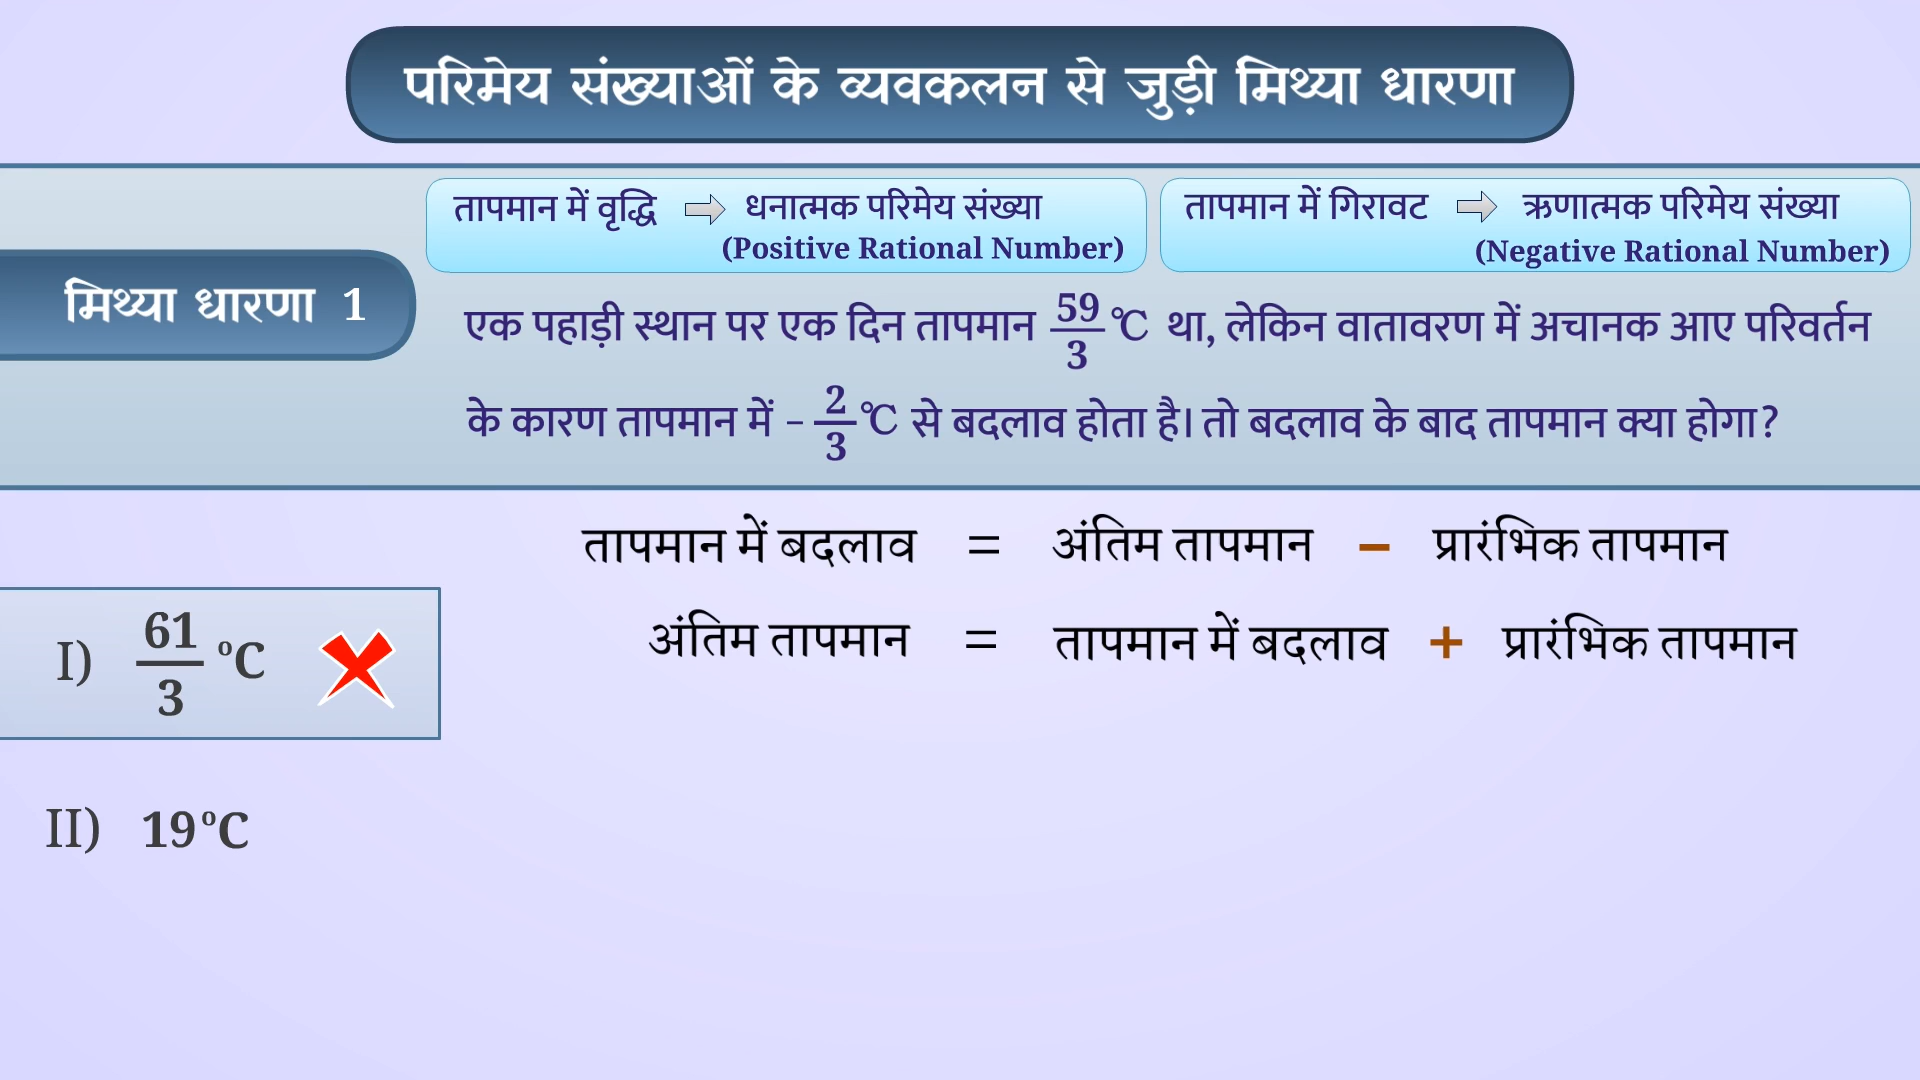 परिमेय संख्याओं के व्यवकलन से जुड़ी मिथ्या धारणा
तापमान में वृद्धि ⇨ धनात्मक परिमेय संख्या
(Positive Rational Number)
तापमान में गिरावट ⇨ ऋणात्मक परिमेय संख्या
(Negative Rational Number)
मिथ्या धारणा 1
एक पहाड़ी स्थान पर एक दिन तापमान 59/3 ℃ था, लेकिन वातावरण में अचानक आए परिवर्तन
के कारण तापमान में – 2/3 ℃ से बदलाव होता है। तो बदलाव के बाद तापमान क्या होगा?
तापमान में बदलाव = अंतिम तापमान – प्रारंभिक तापमान
अंतिम तापमान = तापमान में बदलाव + प्रारंभिक तापमान
I) 61/3 ºC
II) 19ºC